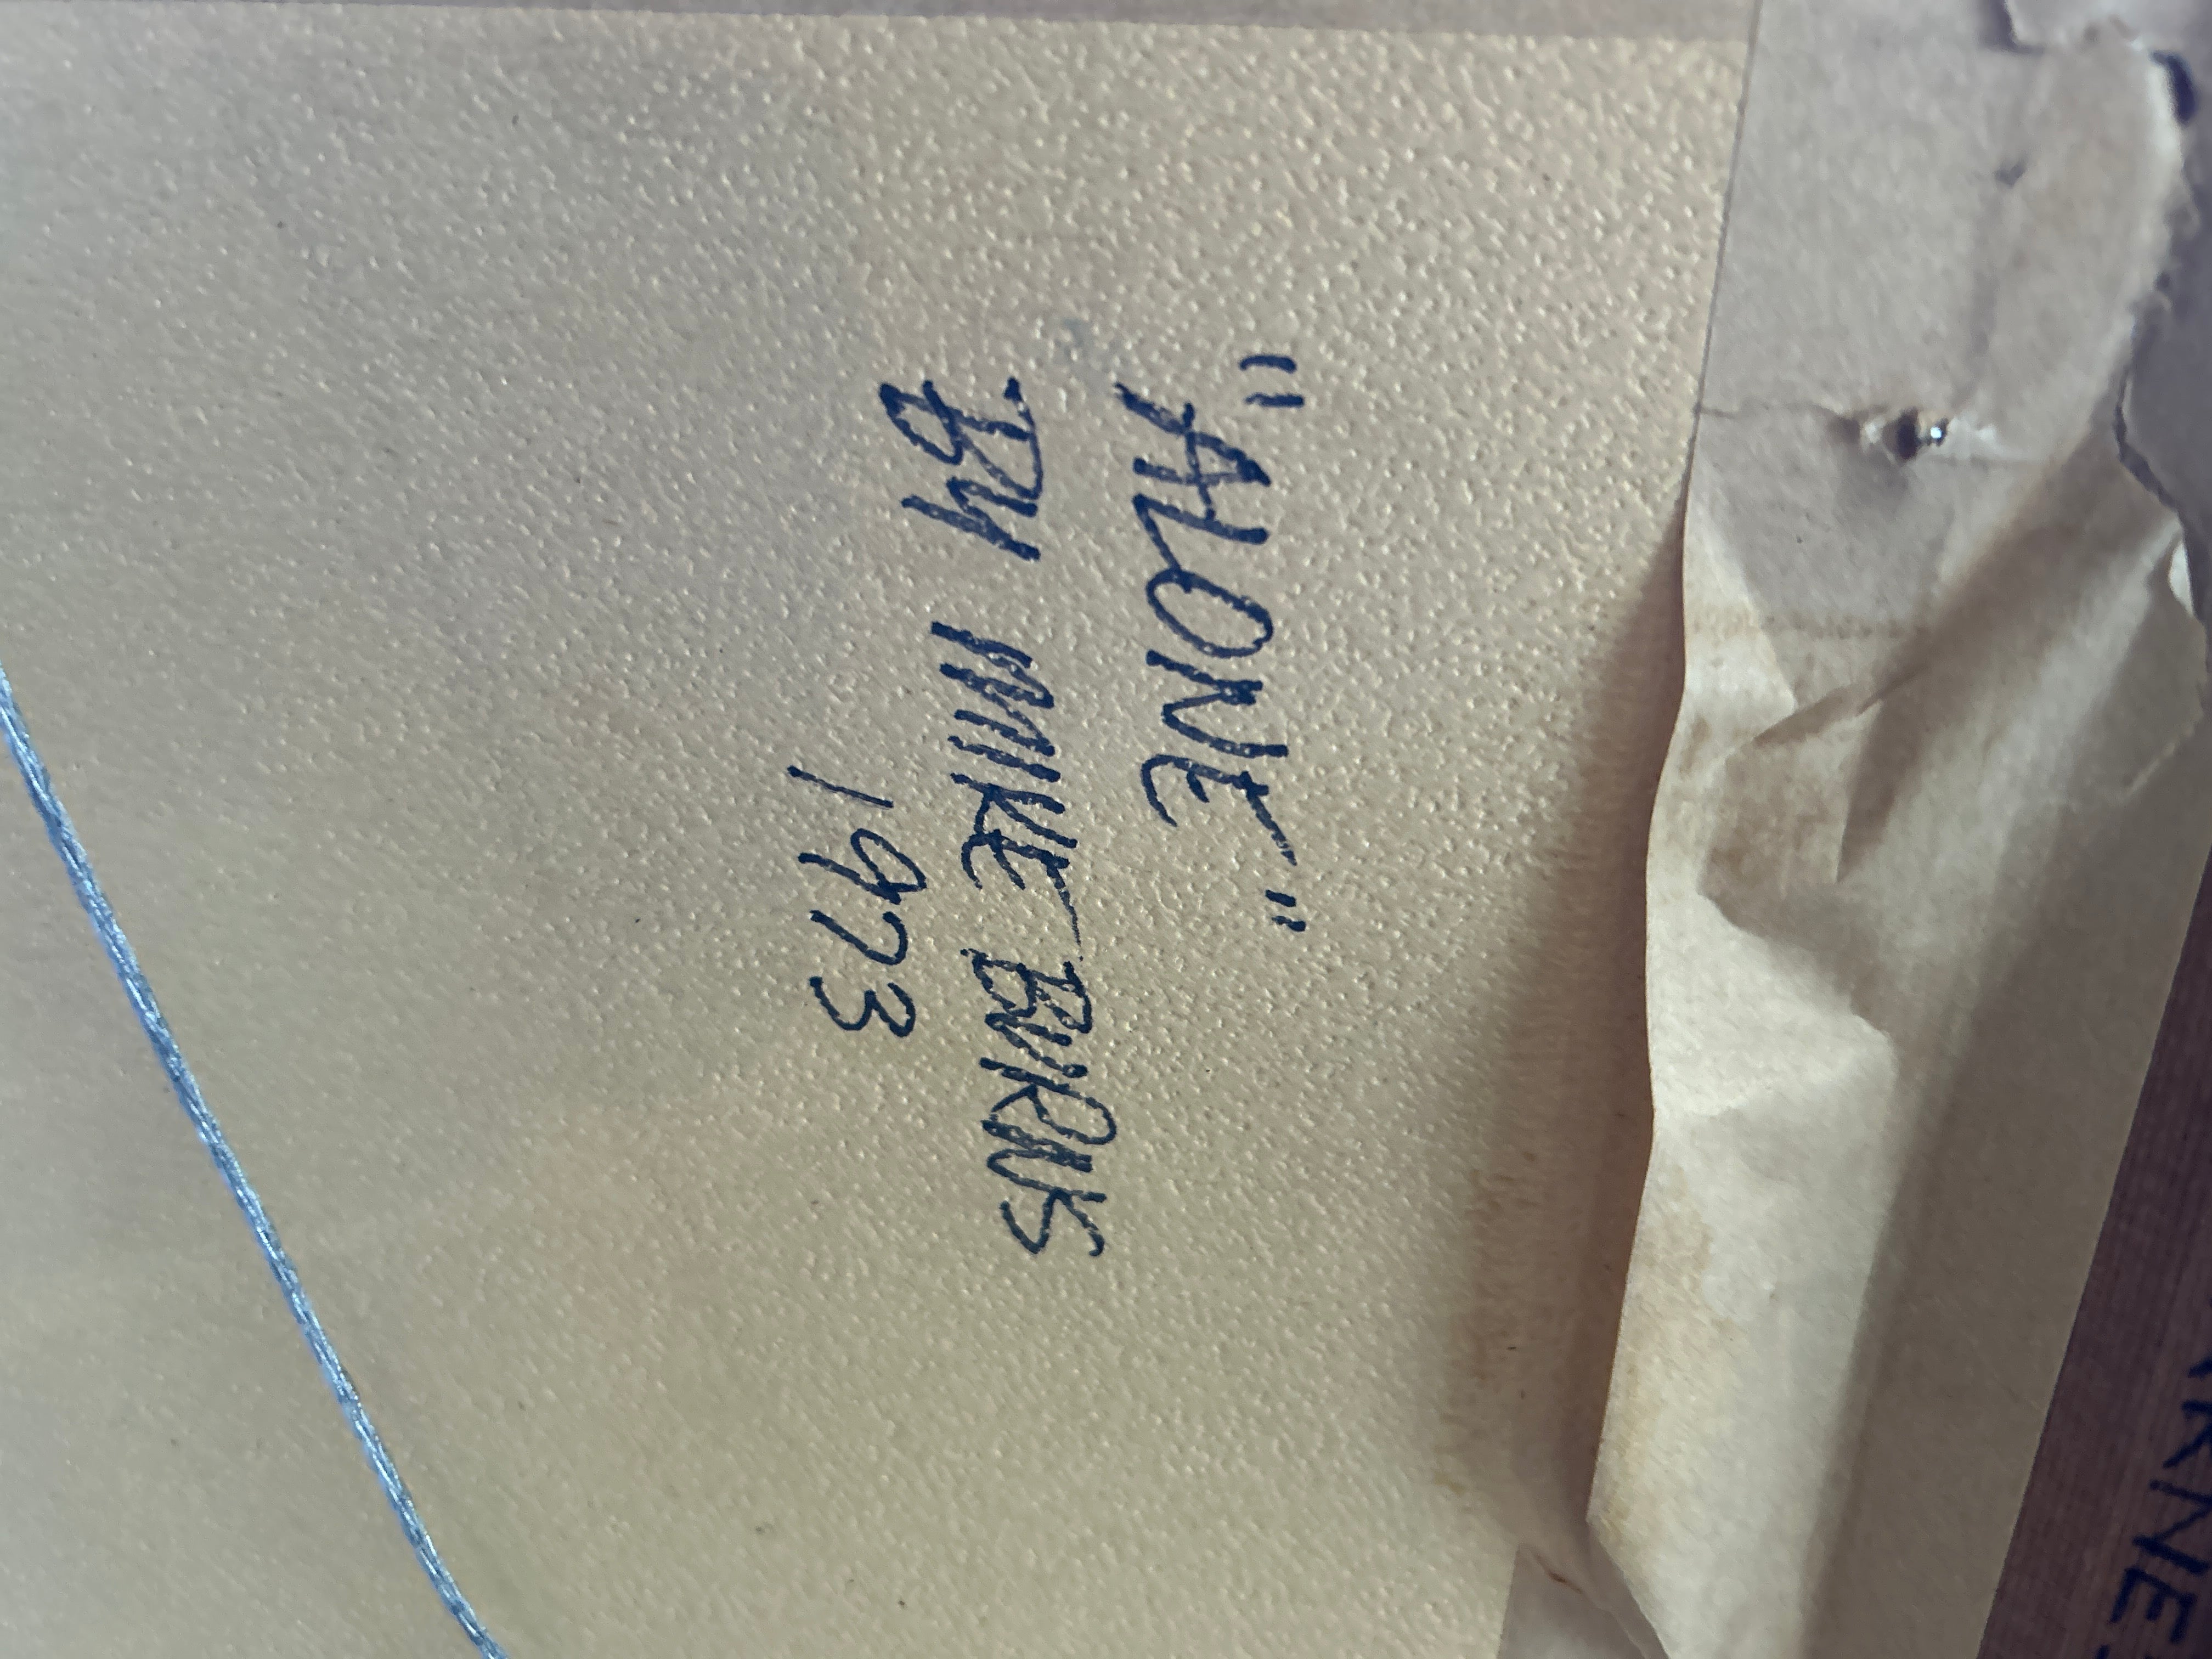 "ALONE"
BY MIKE BURNS
1973